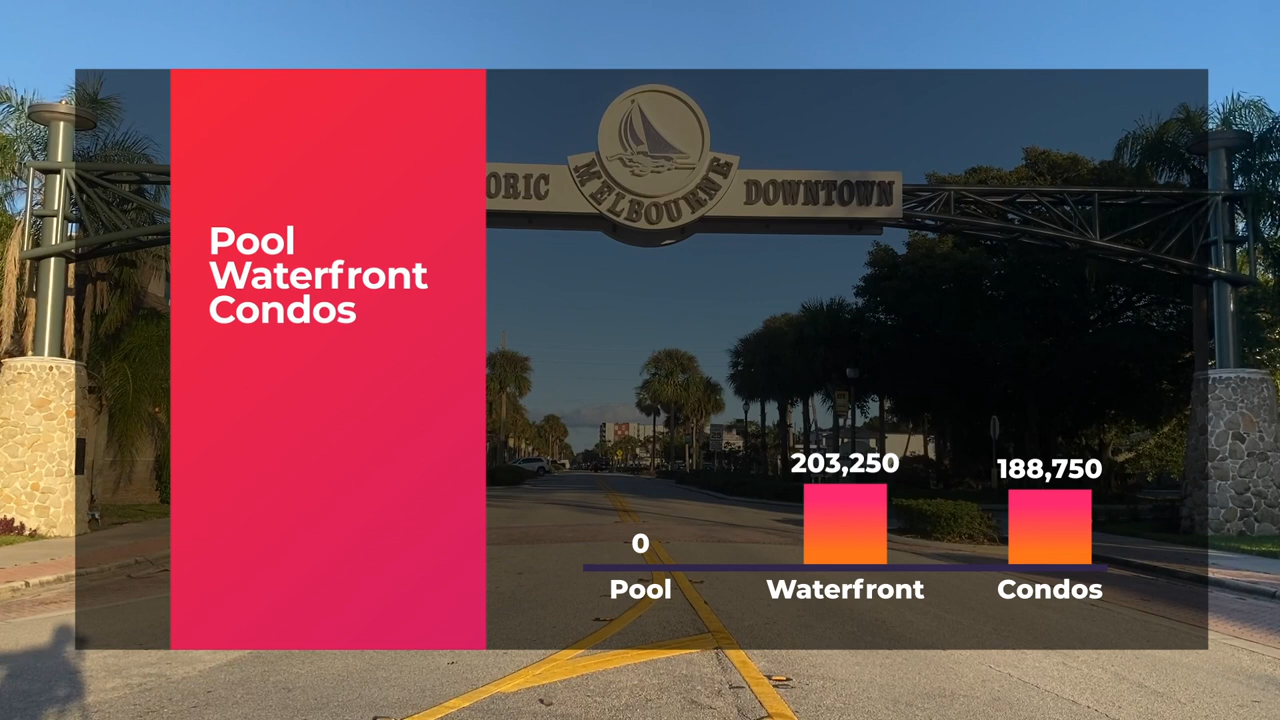 ORIC
MELBOURNE
DOWNTOWN
Pool
Waterfront
Condos
203,250
188,750
0
Pool
Waterfront
Condos